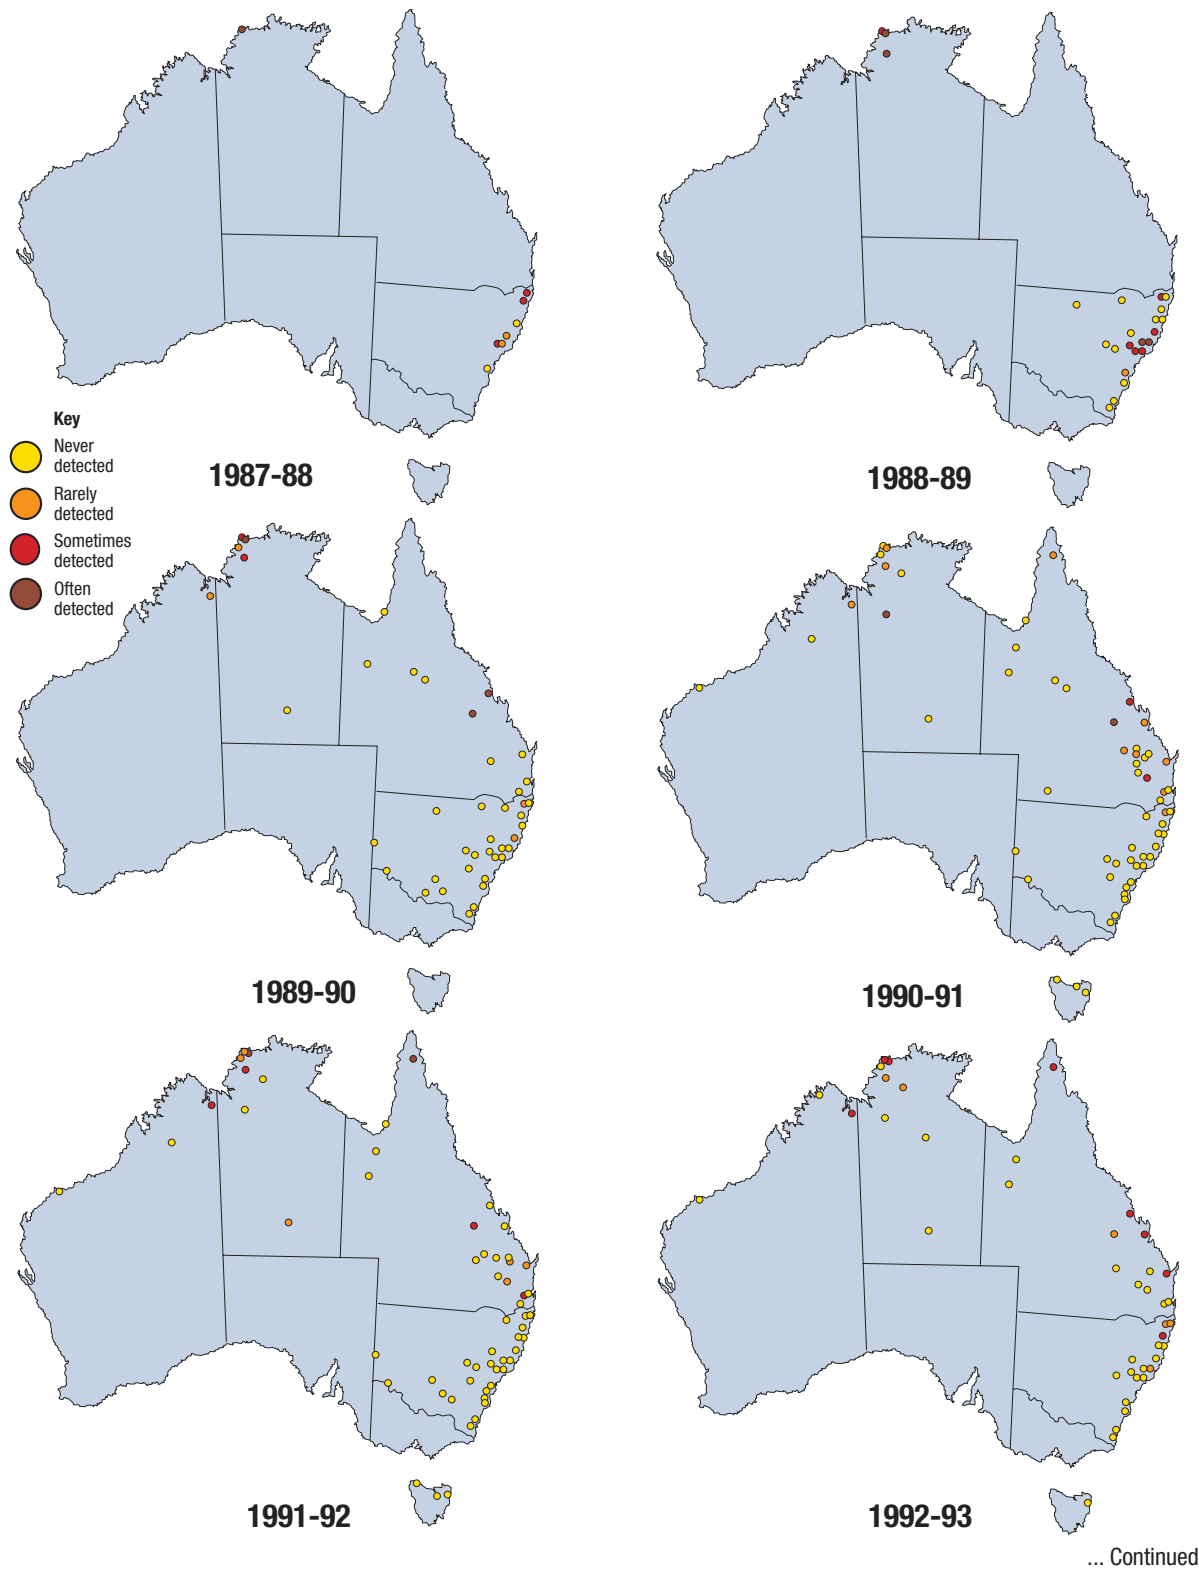 Key
Never
detected
Rarely
detected
Sometimes
detected
Often
detected
1987-88
1988-89
1989-90
1990-91
1991-92
1992-93
... Continued